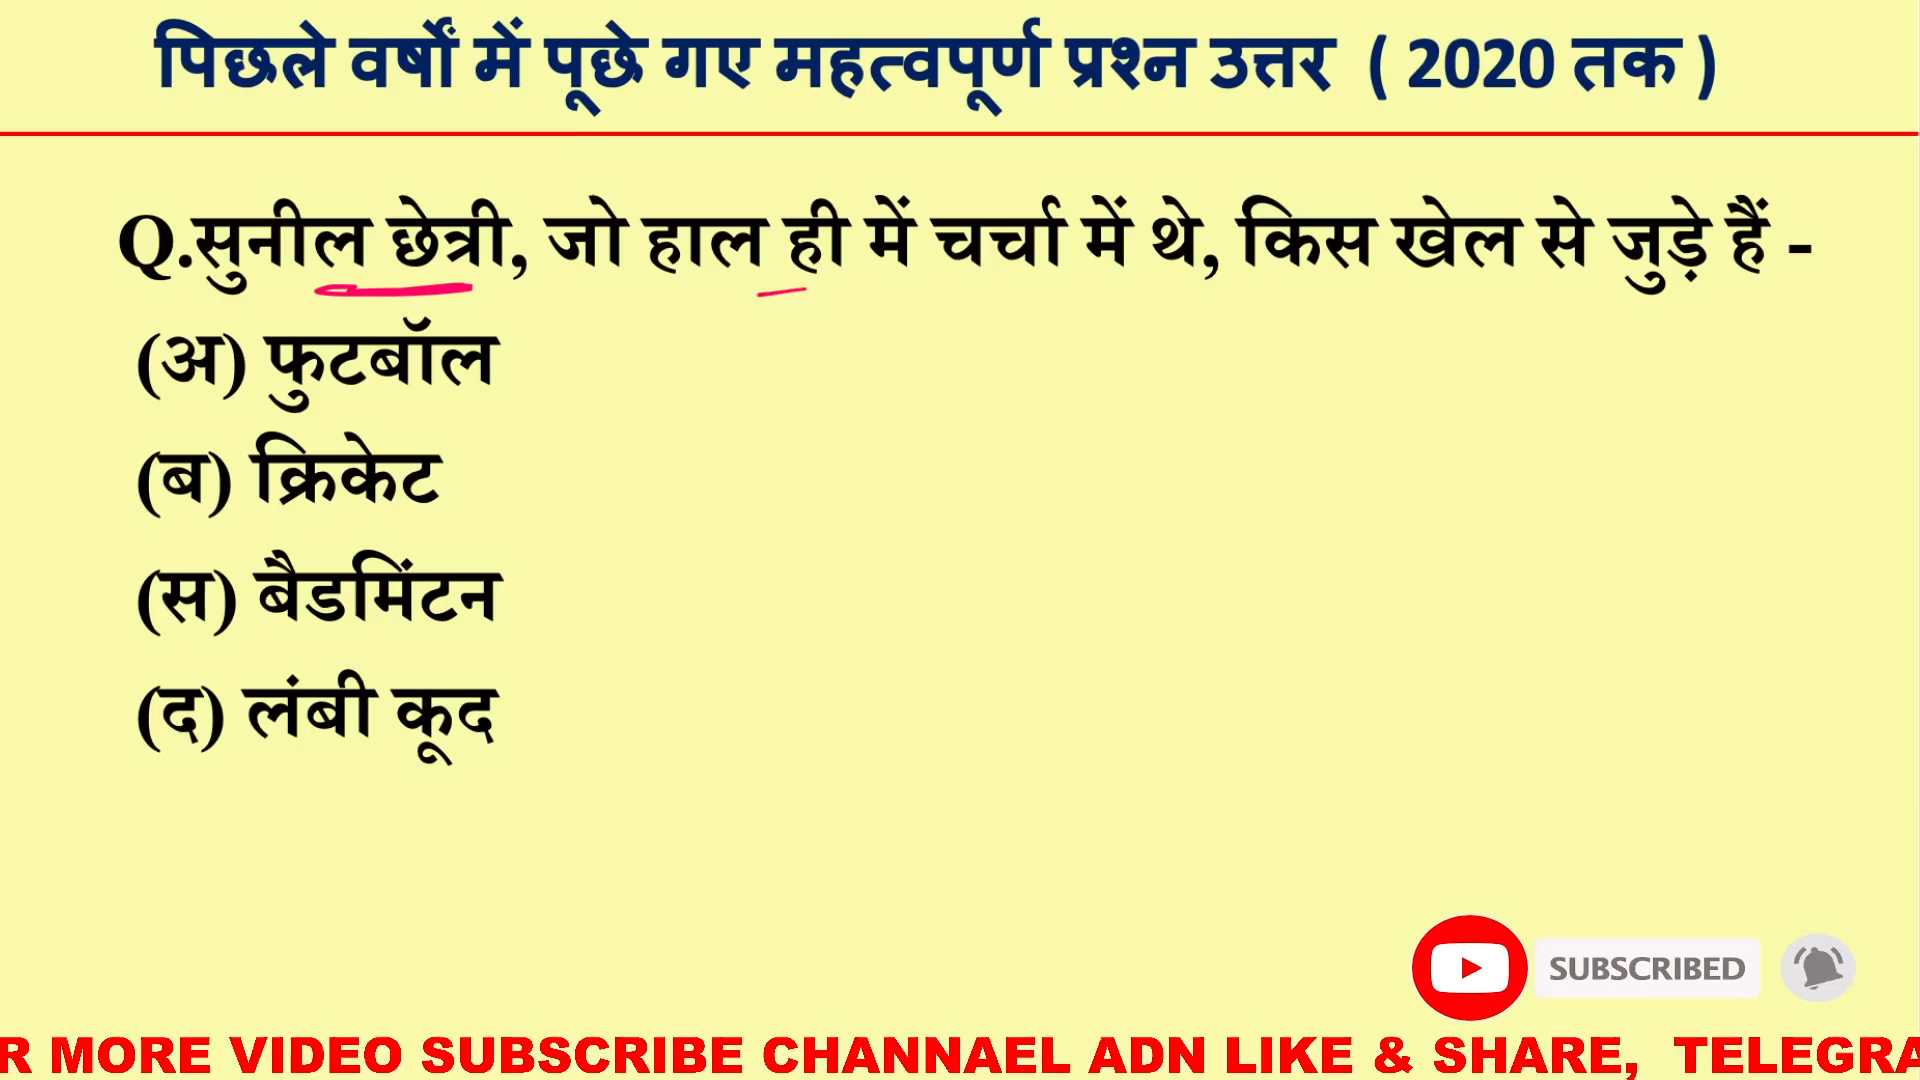 पिछले वर्षों में पूछे गए महत्वपूर्ण प्रश्न उत्तर ( 2020 तक )
Q.सुनील छेत्री, जो हाल ही में चर्चा में थे, किस खेल से जुड़े हैं -
(अ) फुटबॉल
(ब) क्रिकेट
(स) बैडमिंटन
(द) लंबी कूद
SUBSCRIBED
R MORE VIDEO SUBSCRIBE CHANNAEL ADN LIKE & SHARE, TELEGRA